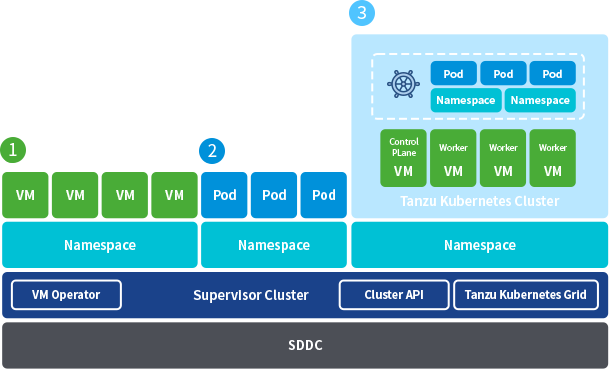 3
Pod Pod Pod
Namespace Namespace
1
2
Control
PLane
VM
Worker
VM
Worker
VM
Worker
VM
VM VM VM VM
Pod Pod Pod
Tanzu Kubernetes Cluster
Namespace Namespace Namespace
VM Operator Supervisor Cluster Cluster API Tanzu Kubernetes Grid
SDDC